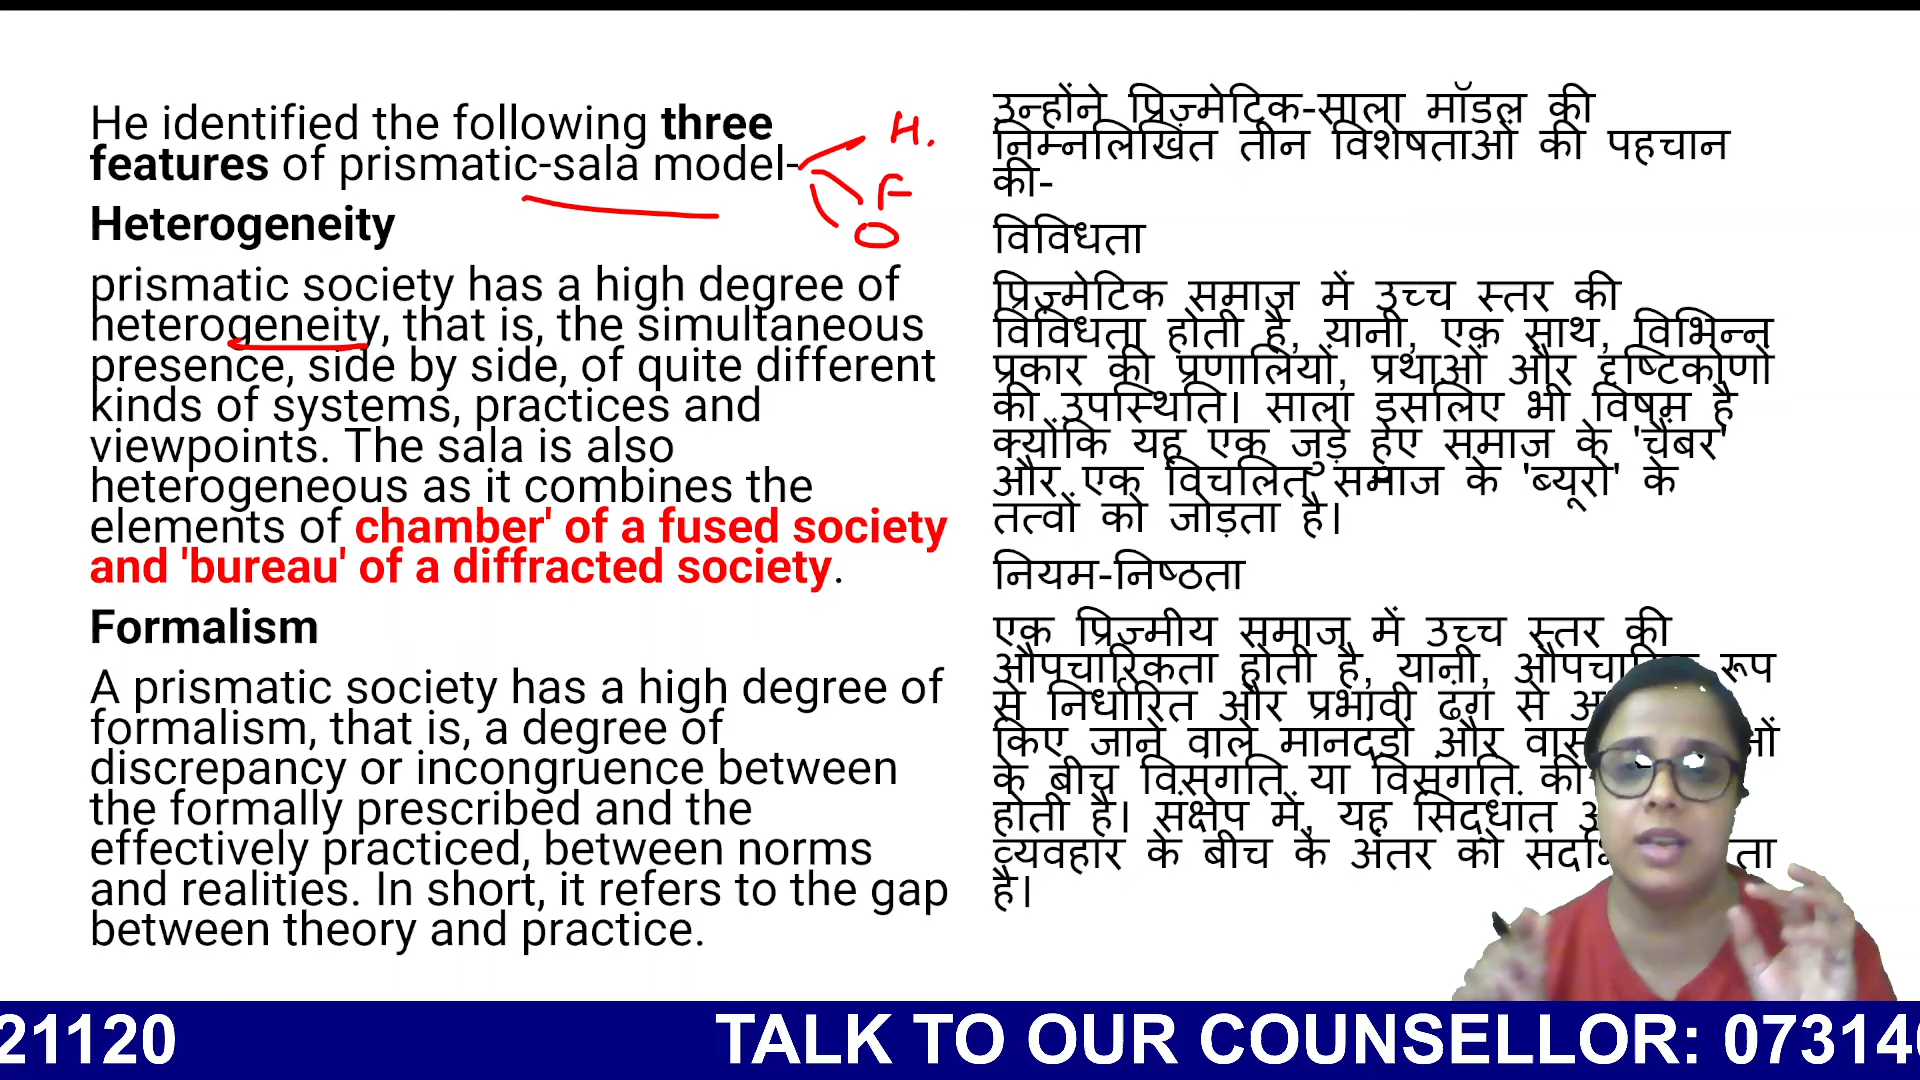 He identified the following three
features of prismatic-sala model-
H.
F
O
Heterogeneity
prismatic society has a high degree of
heterogeneity, that is, the simultaneous
presence, side by side, of quite different
kinds of systems, practices and
viewpoints. The sala is also
heterogeneous as it combines the
elements of chamber' of a fused society
and 'bureau' of a diffracted society.
Formalism
A prismatic society has a high degree of
formalism, that is, a degree of
discrepancy or incongruence between
the formally prescribed and the
effectively practiced, between norms
and realities. In short, it refers to the gap
between theory and practice.
उन्होंने प्रिज़्मेटिक-साला मॉडल की
निम्नलिखित तीन विशेषताओं की पहचान
की-
विविधता
प्रिज़्मेटिक समाज में उच्च स्तर की
विविधता होती है, यानी, एक साथ, विभिन्न
प्रकार की प्रणालियों, प्रथाओं और दृष्टिकोणों
की उपस्थिति। साला इसलिए भी विषम है
क्योंकि यह एक जुड़े हुए समाज के 'चैंबर'
और एक विचलित समाज के 'ब्यूरो' के
तत्वों को जोड़ता है।
नियम-निष्ठता
एक प्रिज्मीय समाज में उच्च स्तर की
औपचारिकता होती है, यानी, रूप
से निर्धारित और प्रभावी ढंग से
किए जाने वाले मानदंडों और
के बीच विसंगति या विसंगति की
होती है। संक्षेप में, यह सिद्धांत
व्यवहार के बीच के अंतर को
है।
21120
TALK TO OUR COUNSELLOR: 07314